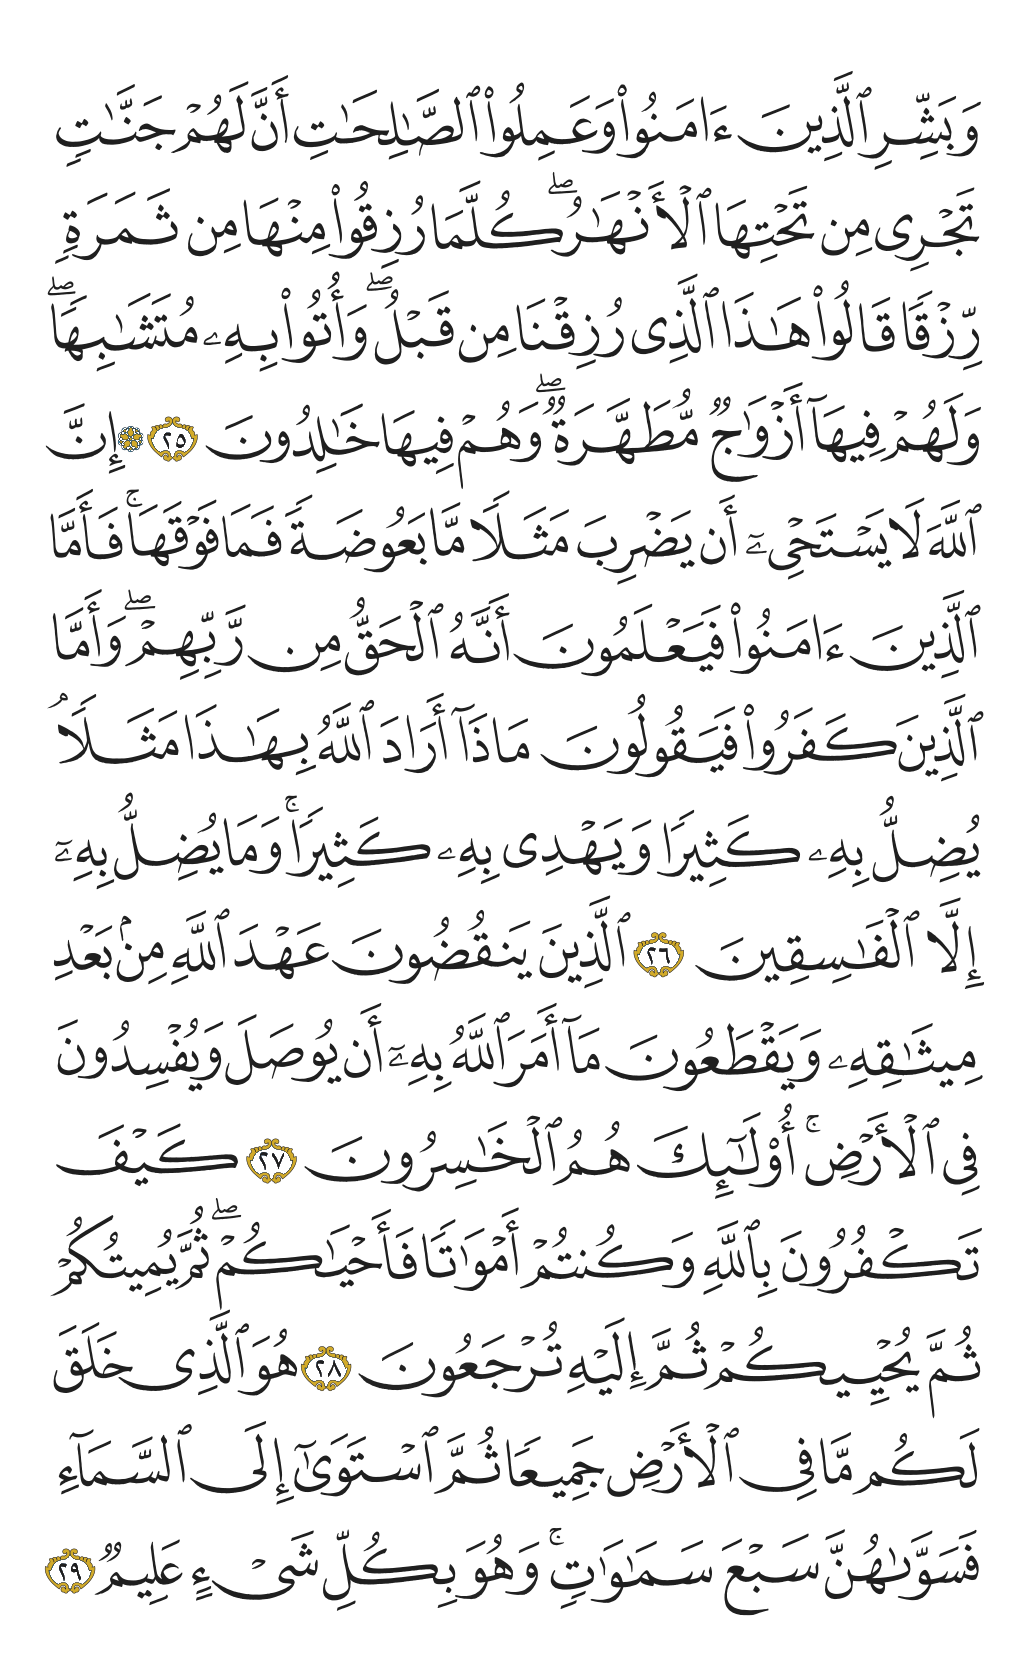 وَبَشِّرِ ٱلَّذِينَ ءَامَنُوا۟ وَعَمِلُوا۟ ٱلصَّـٰلِحَـٰتِ أَنَّ لَهُمْ جَنَّـٰتٍۢ
تَجْرِى مِن تَحْتِهَا ٱلْأَنْهَـٰرُ ۖ كُلَّمَا رُزِقُوا۟ مِنْهَا مِن ثَمَرَةٍۢ
رِّزْقًۭا قَالُوا۟ هَـٰذَا ٱلَّذِى رُزِقْنَا مِن قَبْلُ ۖ وَأُتُوا۟ بِهِۦ مُتَشَـٰبِهًۭا ۖ
وَلَهُمْ فِيهَآ أَزْوَٰجٌۭ مُّطَهَّرَةٌۭ ۖ وَهُمْ فِيهَا خَـٰلِدُونَ ٢٥ ۞ إِنَّ
ٱللَّهَ لَا يَسْتَحْىِۦٓ أَن يَضْرِبَ مَثَلًۭا مَّا بَعُوضَةًۭ فَمَا فَوْقَهَا ۚ فَأَمَّا
ٱلَّذِينَ ءَامَنُوا۟ فَيَعْلَمُونَ أَنَّهُ ٱلْحَقُّ مِن رَّبِّهِمْ ۖ وَأَمَّا
ٱلَّذِينَ كَفَرُوا۟ فَيَقُولُونَ مَاذَآ أَرَادَ ٱللَّهُ بِهَـٰذَا مَثَلًۭا ۘ
يُضِلُّ بِهِۦ كَثِيرًۭا وَيَهْدِى بِهِۦ كَثِيرًۭا ۚ وَمَا يُضِلُّ بِهِۦٓ
إِلَّا ٱلْفَـٰسِقِينَ ٢٦ ٱلَّذِينَ يَنقُضُونَ عَهْدَ ٱللَّهِ مِنۢ بَعْدِ
مِيثَـٰقِهِۦ وَيَقْطَعُونَ مَآ أَمَرَ ٱللَّهُ بِهِۦٓ أَن يُوصَلَ وَيُفْسِدُونَ
فِى ٱلْأَرْضِ ۚ أُو۟لَـٰٓئِكَ هُمُ ٱلْخَـٰسِرُونَ ٢٧ كَيْفَ
تَكْفُرُونَ بِٱللَّهِ وَكُنتُمْ أَمْوَٰتًۭا فَأَحْيَـٰكُمْ ۖ ثُمَّ يُمِيتُكُمْ
ثُمَّ يُحْيِيكُمْ ثُمَّ إِلَيْهِ تُرْجَعُونَ ٢٨ هُوَ ٱلَّذِى خَلَقَ
لَكُم مَّا فِى ٱلْأَرْضِ جَمِيعًۭا ثُمَّ ٱسْتَوَىٰٓ إِلَى ٱلسَّمَآءِ
فَسَوَّىٰهُنَّ سَبْعَ سَمَـٰوَٰتٍۢ ۚ وَهُوَ بِكُلِّ شَىْءٍ عَلِيمٌۭ ٢٩